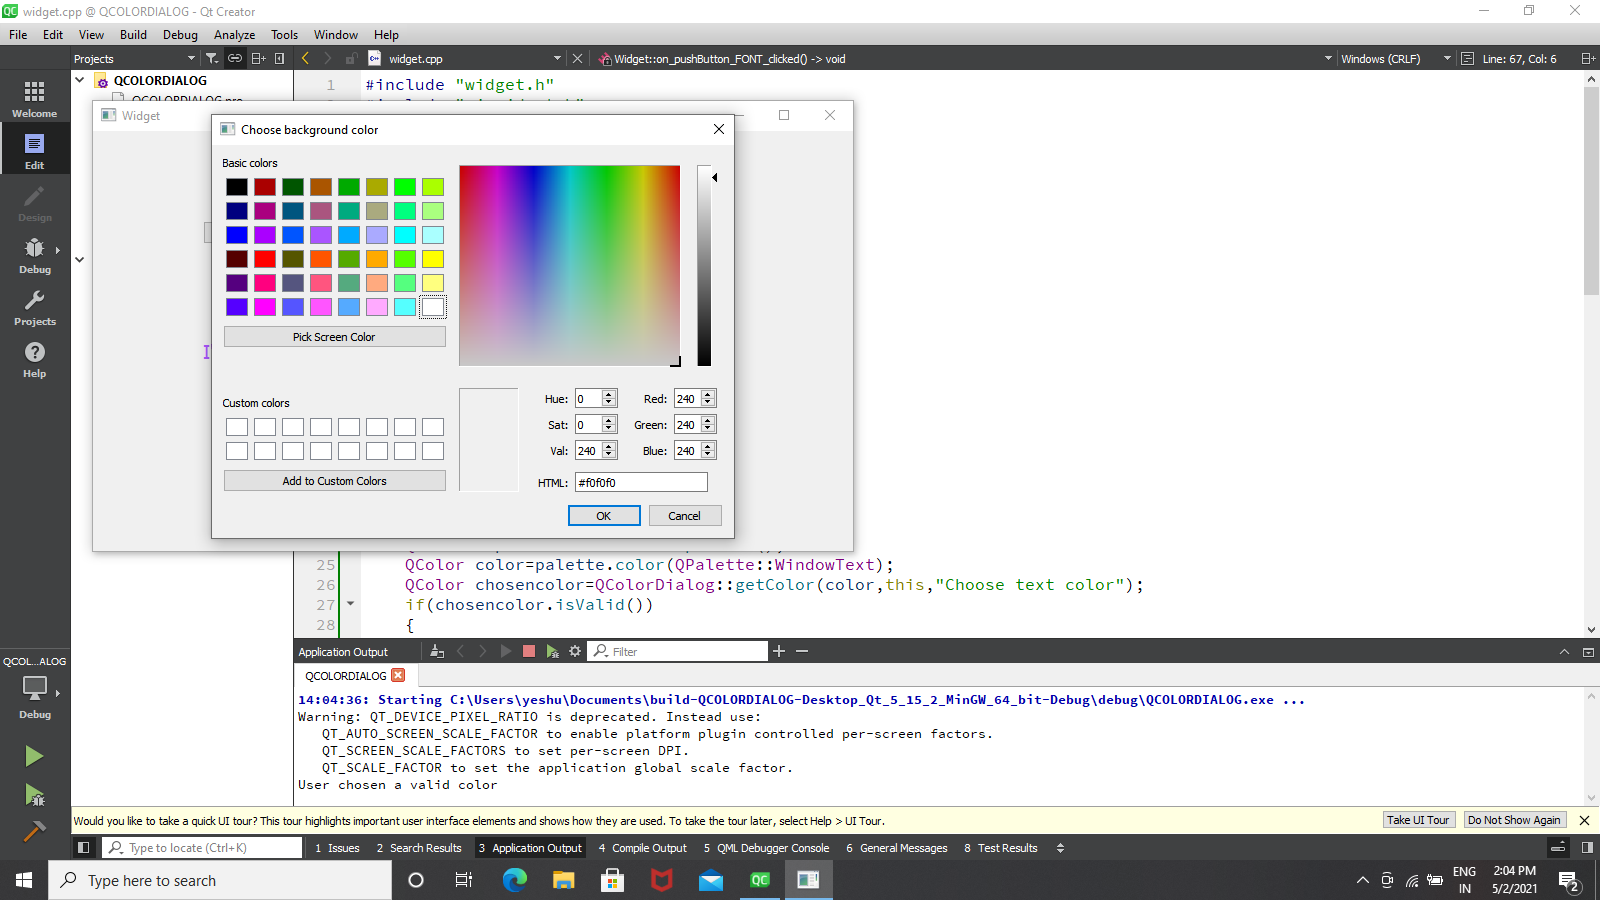 widget.cpp @ QCOLORDIALOG - Qt Creator
File Edit View Build Debug Analyze Tools Window Help
Projects
widget.cpp
Widget::on_pushButton_FONT_clicked() -> void
Windows (CRLF)
Line: 67, Col: 6
Welcome
Edit
Design
Debug
Projects
Help
QCOLORDIALOG
1 #include "widget.h"
Widget
Choose background color
Basic colors
Pick Screen Color
Custom colors
Add to Custom Colors
Hue: 0 Red: 240
Sat: 0 Green: 240
Val: 240 Blue: 240
HTML: #f0f0f0
OK Cancel
25 QColor color=palette.color(QPalette::WindowText);
26 QColor chosencolor=QColorDialog::getColor(color,this,"Choose text color");
27 if(chosencolor.isValid())
28 {
QCOL...ALOG
Debug
Application Output
Filter
QCOLORDIALOG
14:04:36: Starting C:\Users\yeshu\Documents\build-QCOLORDIALOG-Desktop_Qt_5_15_2_MinGW_64_bit-Debug\debug\QCOLORDIALOG.exe ...
Warning: QT_DEVICE_PIXEL_RATIO is deprecated. Instead use:
QT_AUTO_SCREEN_SCALE_FACTOR to enable platform plugin controlled per-screen factors.
QT_SCREEN_SCALE_FACTORS to set per-screen DPI.
QT_SCALE_FACTOR to set the application global scale factor.
User chosen a valid color
Would you like to take a quick UI tour? This tour highlights important user interface elements and shows how they are used. To take the tour later, select Help > UI Tour.
Take UI Tour Do Not Show Again
Type to locate (Ctrl+K)
1 Issues 2 Search Results 3 Application Output 4 Compile Output 5 QML Debugger Console 6 General Messages 8 Test Results
Type here to search
QC
ENG
IN
2:04 PM
5/2/2021
2